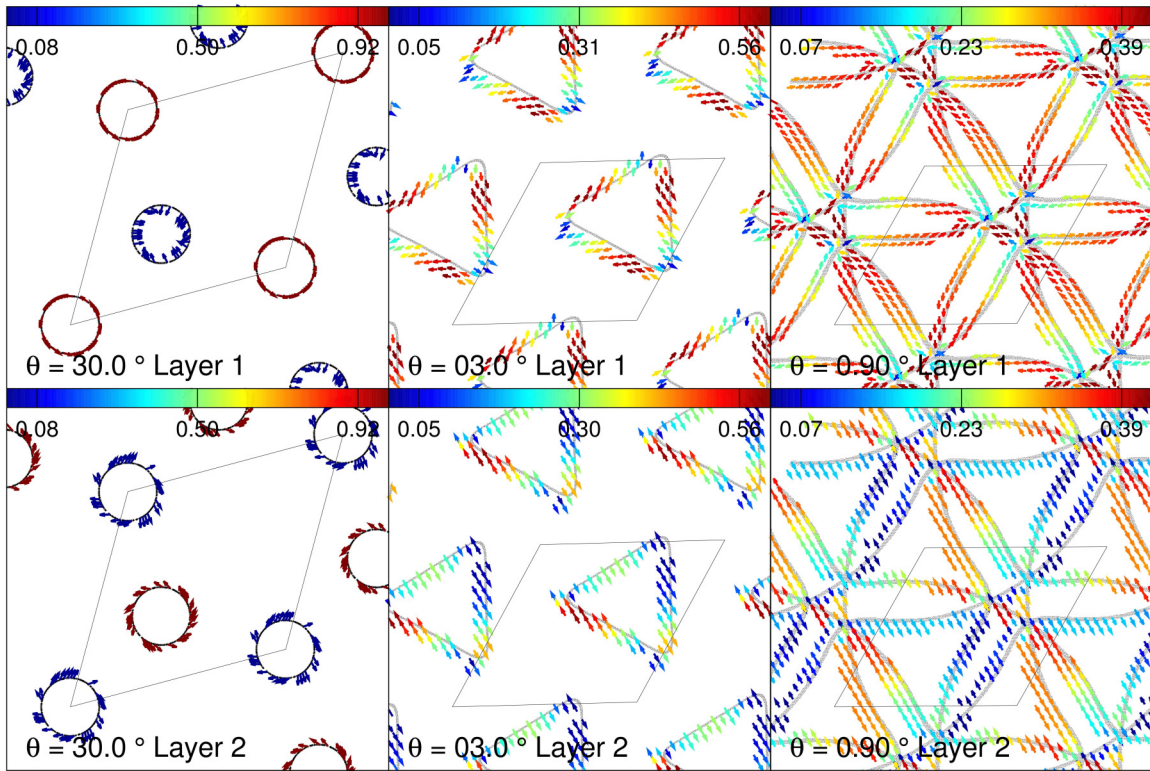 0.08 0.50 0.92
0.05 0.31 0.56
0.07 0.23 0.39
θ = 30.0 ° Layer 1
θ = 03.0 ° Layer 1
θ = 0.90 ° Layer 1
0.08 0.50 0.92
0.05 0.30 0.56
0.07 0.23 0.39
θ = 30.0 ° Layer 2
θ = 03.0 ° Layer 2
θ = 0.90 ° Layer 2